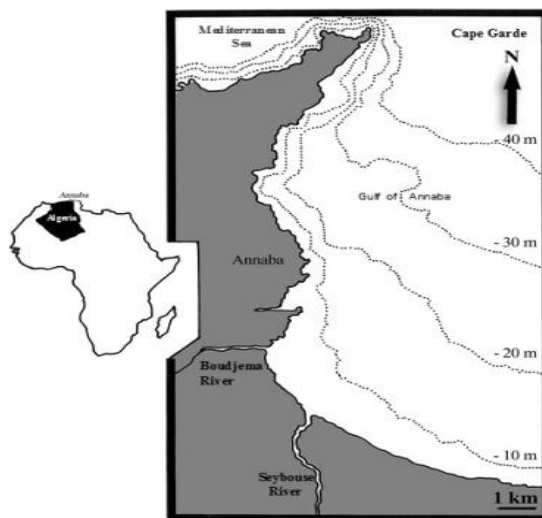 Mediterranean
Sea
Cape Garde
N
- 40 m
Gulf of Annaba
Annaba
Algeria
- 30 m
Annaba
- 20 m
Boudjema
River
- 10 m
Seybouse
River
1 km